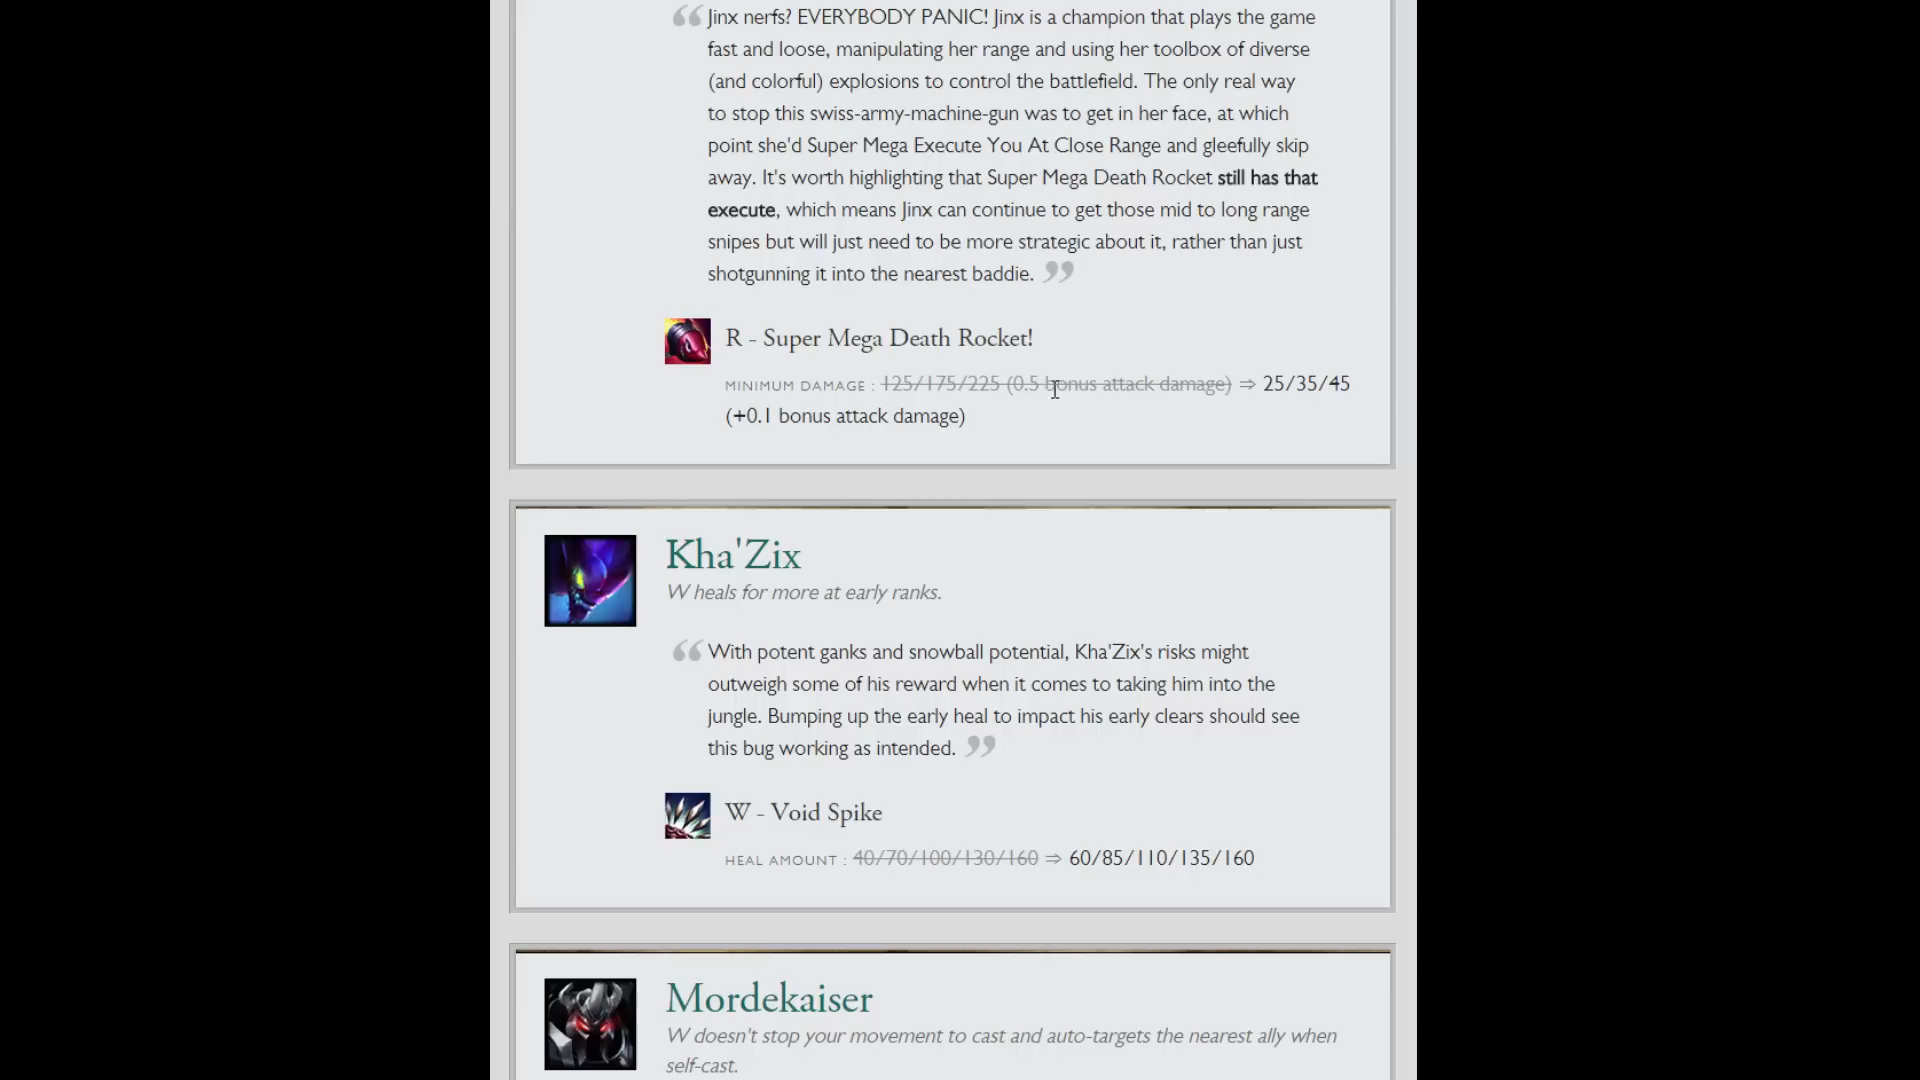 Jinx nerfs? EVERYBODY PANIC! Jinx is a champion that plays the game
fast and loose, manipulating her range and using her toolbox of diverse
(and colorful) explosions to control the battlefield. The only real way
to stop this swiss-army-machine-gun was to get in her face, at which
point she'd Super Mega Execute You At Close Range and gleefully skip
away. It's worth highlighting that Super Mega Death Rocket still has that
execute, which means Jinx can continue to get those mid to long range
snipes but will just need to be more strategic about it, rather than just
shotgunning it into the nearest baddie.
R - Super Mega Death Rocket!
MINIMUM DAMAGE : 125/175/225 (0.5 bonus attack damage) ⇒ 25/35/45
(+0.1 bonus attack damage)
Kha'Zix
W heals for more at early ranks.
With potent ganks and snowball potential, Kha'Zix's risks might
outweigh some of his reward when it comes to taking him into the
jungle. Bumping up the early heal to impact his early clears should see
this bug working as intended.
W - Void Spike
HEAL AMOUNT : 40/70/100/130/160 ⇒ 60/85/110/135/160
Mordekaiser
W doesn't stop your movement to cast and auto-targets the nearest ally when
self-cast.